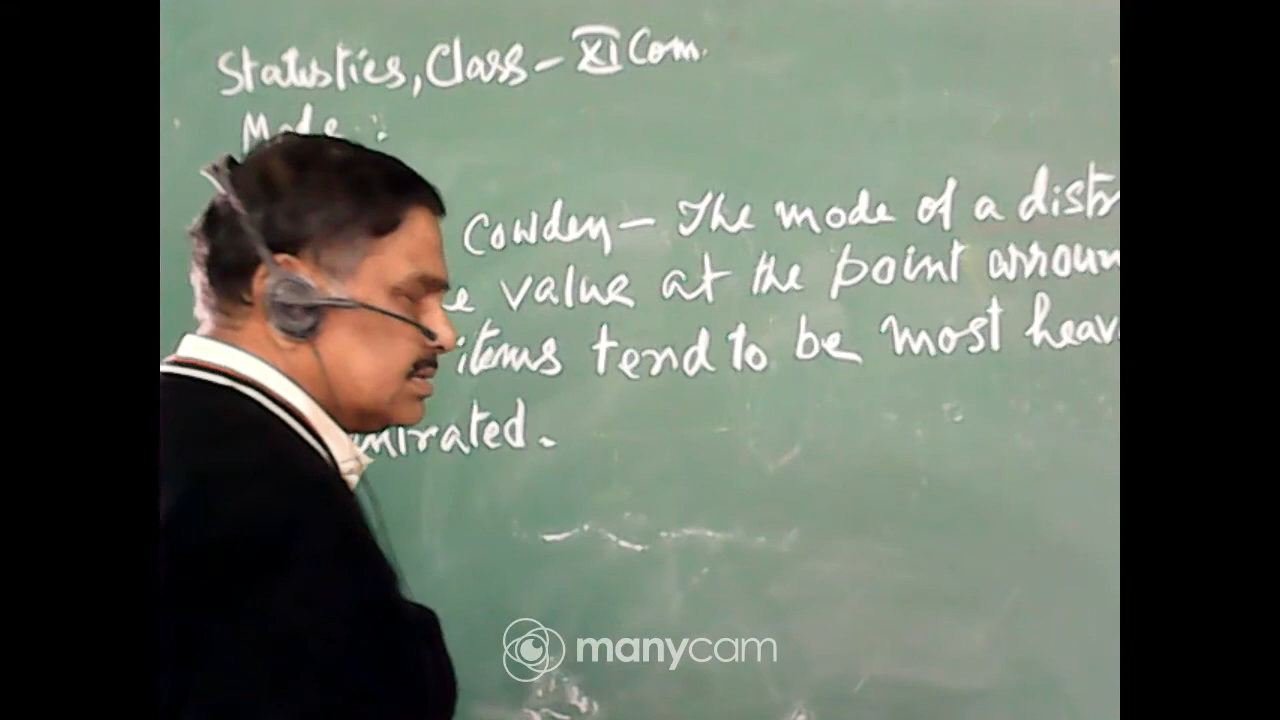 Statistics, Class - XI Com.
Mode :
Cowden - The mode of a distr
e value at the point arroun
items tend to be most heav
mtrated.
manycam